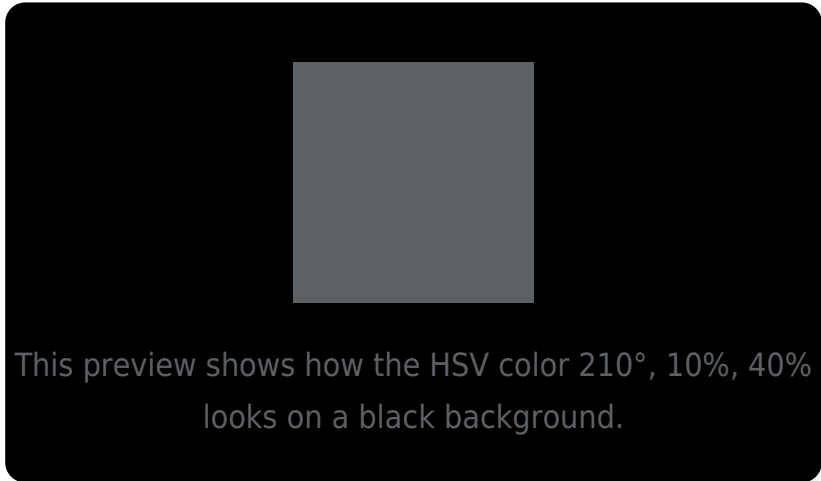 This preview shows how the HSV color 210°, 10%, 40%
looks on a black background.